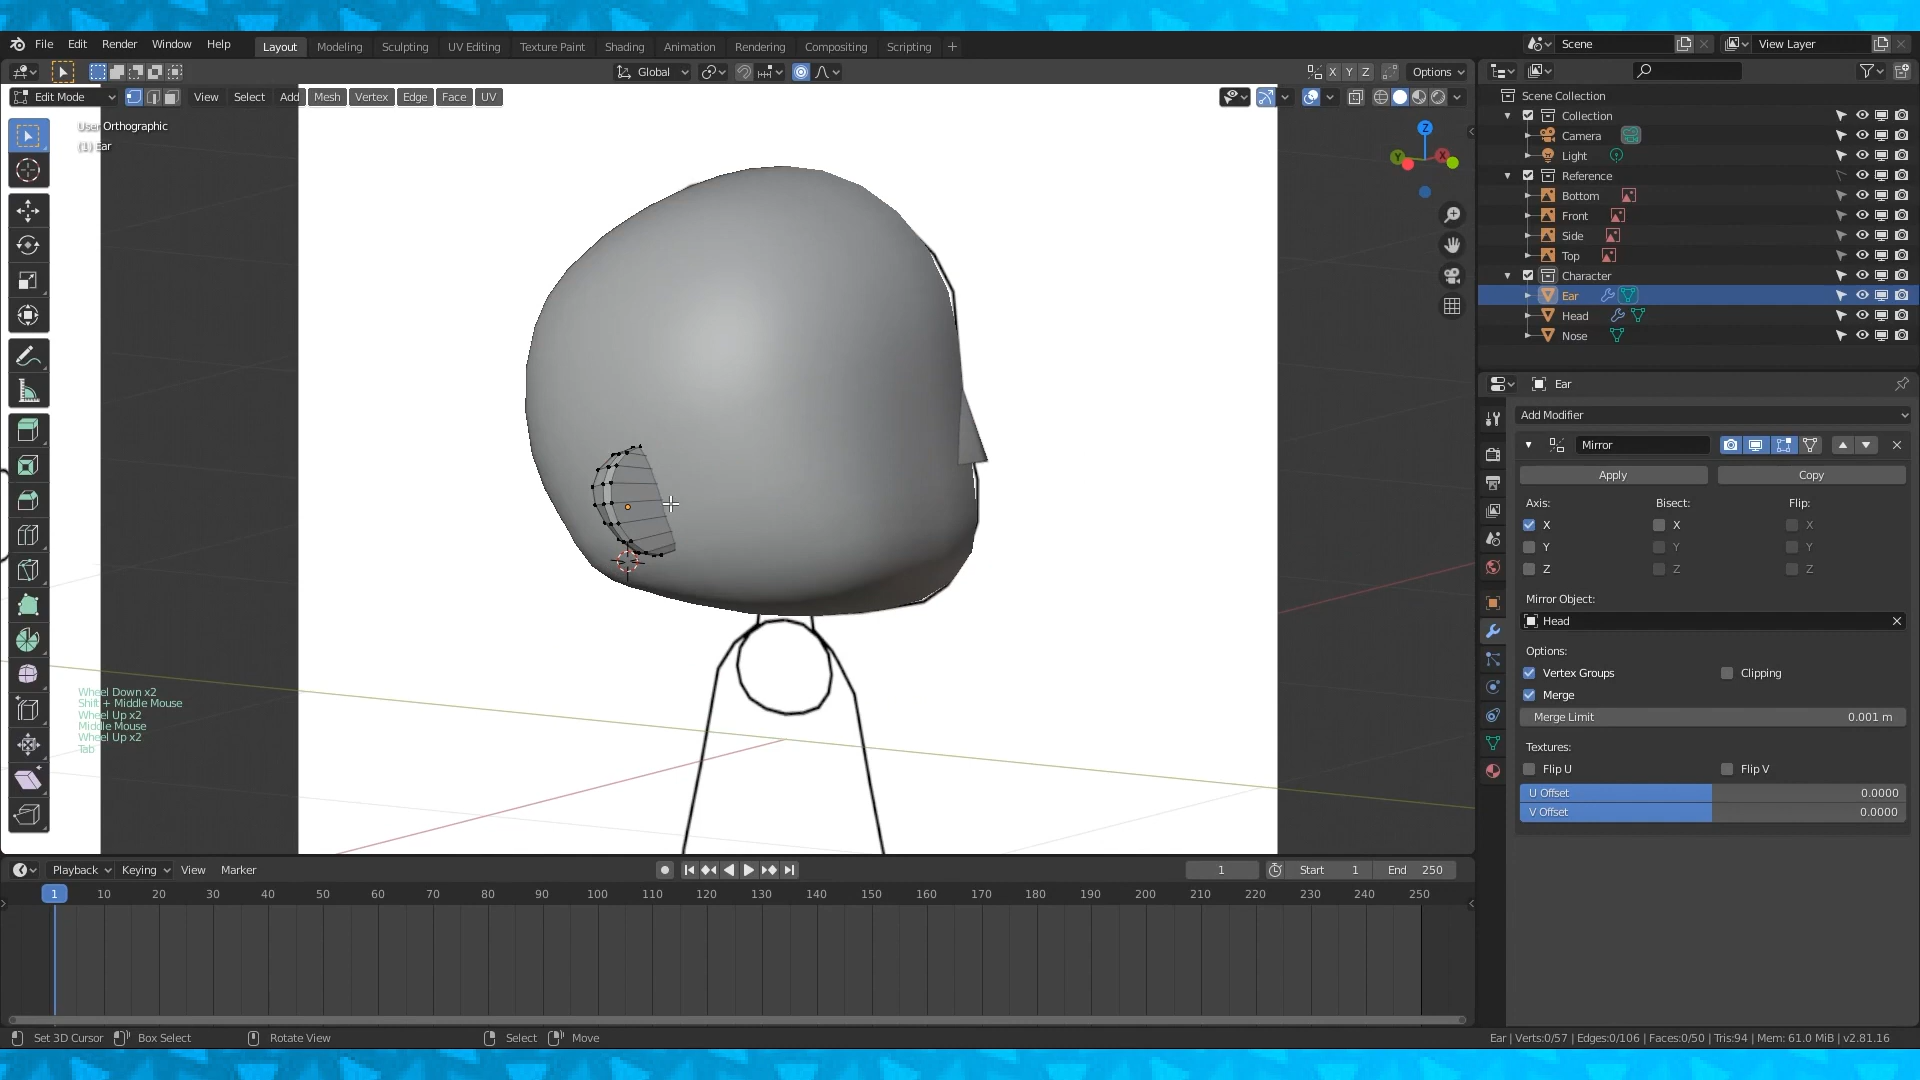 File Edit Render Window Help Layout Modeling Sculpting UV Editing Texture Paint Shading Animation Rendering Compositing Scripting + Scene View Layer
Global X Y Z Options
Edit Mode View Select Add Mesh Vertex Edge Face UV
User Orthographic
(1) Ear
Z
Y X
Wheel Down x2
Shift + Middle Mouse
Wheel Up x2
Middle Mouse
Wheel Up x2
Tab
Scene Collection
Collection
Camera
Light
Reference
Bottom
Front
Side
Top
Character
Ear
Head
Nose
Ear
Add Modifier
Mirror
Apply Copy
Axis: Bisect: Flip:
X X X
Y Y Y
Z Z Z
Mirror Object:
Head
Options:
Vertex Groups Clipping
Merge
Merge Limit 0.001 m
Textures:
Flip U Flip V
U Offset 0.0000
V Offset 0.0000
Playback Keying View Marker 1 Start 1 End 250
1 10 20 30 40 50 60 70 80 90 100 110 120 130 140 150 160 170 180 190 200 210 220 230 240 250
Set 3D Cursor Box Select Rotate View Select Move Ear | Verts:0/57 | Edges:0/106 | Faces:0/50 | Tris:94 | Mem: 61.0 MiB | v2.81.16